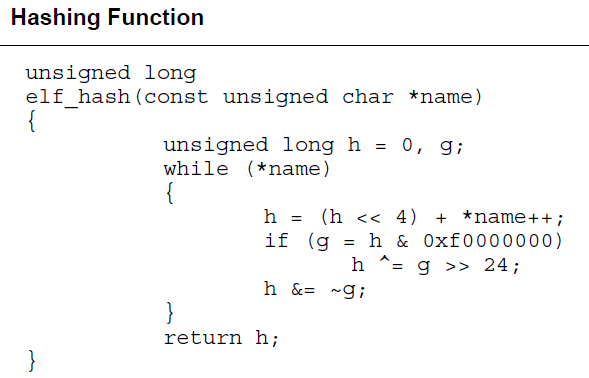 Hashing Function
unsigned long
elf_hash(const unsigned char *name)
{
unsigned long h = 0, g;
while (*name)
{
h = (h << 4) + *name++;
if (g = h & 0xf0000000)
h ^= g >> 24;
h &= ~g;
}
return h;
}